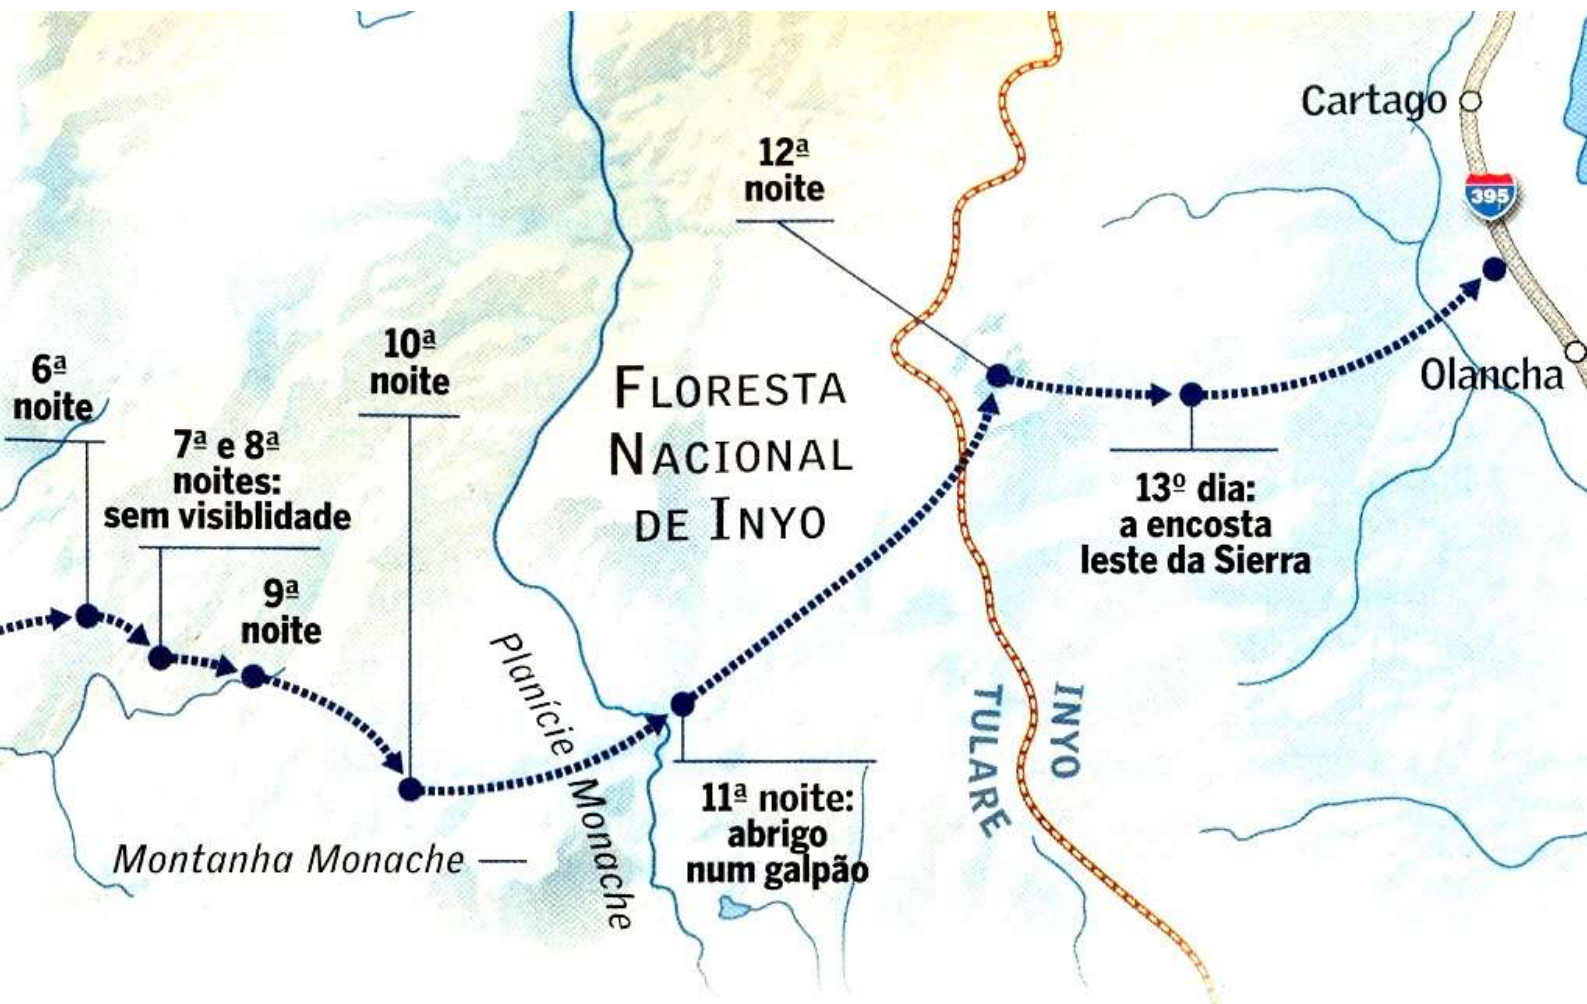 Cartago
395
12ª
noite
10ª
noite
6ª
noite
FLORESTA
NACIONAL
DE INYO
Olancha
7ª e 8ª
noites:
sem visiblidade
13º dia:
a encosta
leste da Sierra
9ª
noite
Planície Monache
INYO
TULARE
11ª noite:
abrigo
num galpão
Montanha Monache